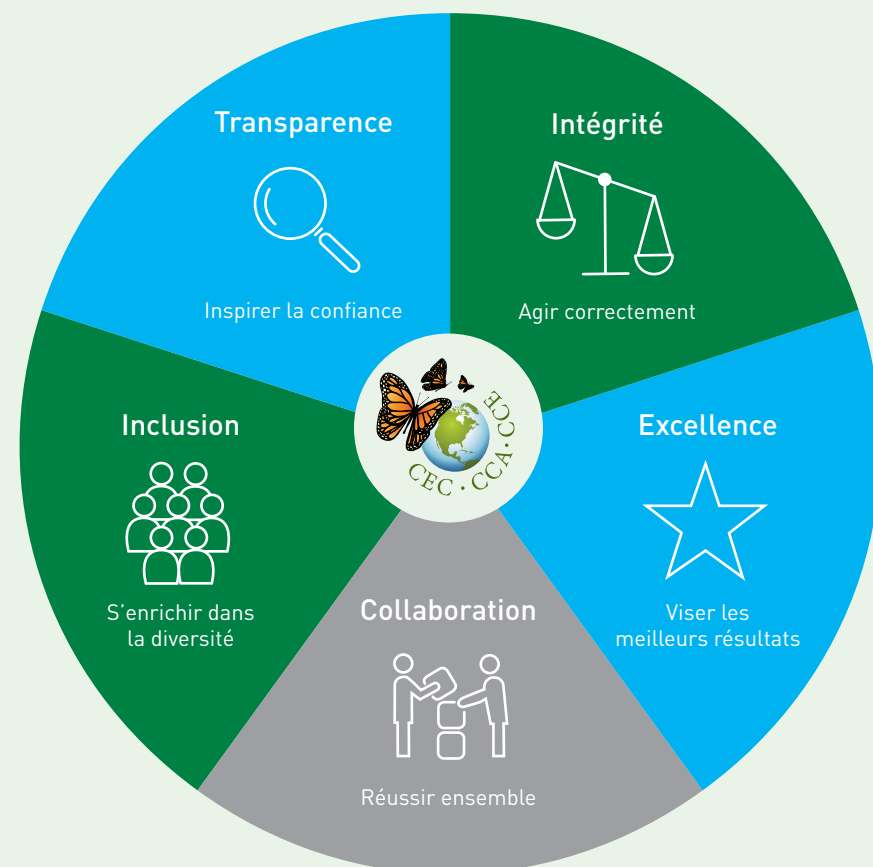 Transparence
Inspirer la confiance
Intégrité
Agir correctement
Inclusion
S'enrichir dans
la diversité
CEC · CCA · CCE
Excellence
Viser les
meilleurs résultats
Collaboration
Réussir ensemble